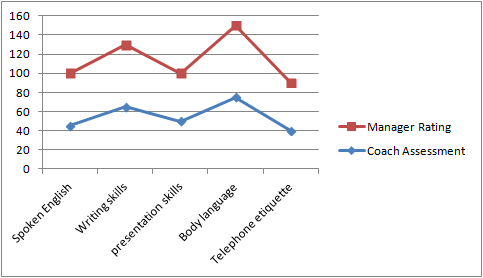 160
140
120
100
80
60
40
20
0
Spoken English
Writing skills
presentation skills
Body language
Telephone etiquette
Manager Rating
Coach Assessment